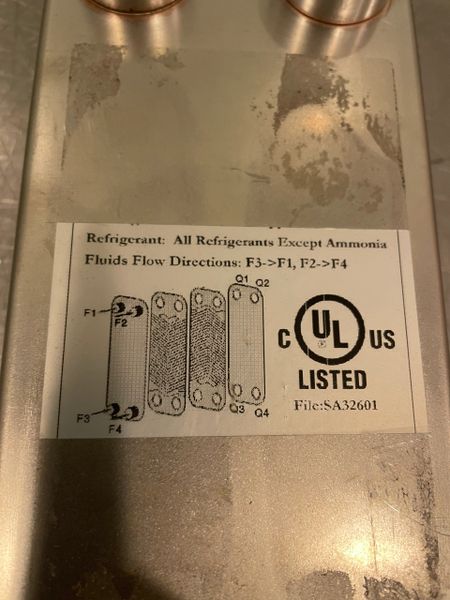 Refrigerant: All Refrigerants Except Ammonia
Fluids Flow Directions: F3->F1, F2->F4
Q1 Q2
F1
F2
C UL US
LISTED
File:SA32601
F3
F4
Q3 Q4